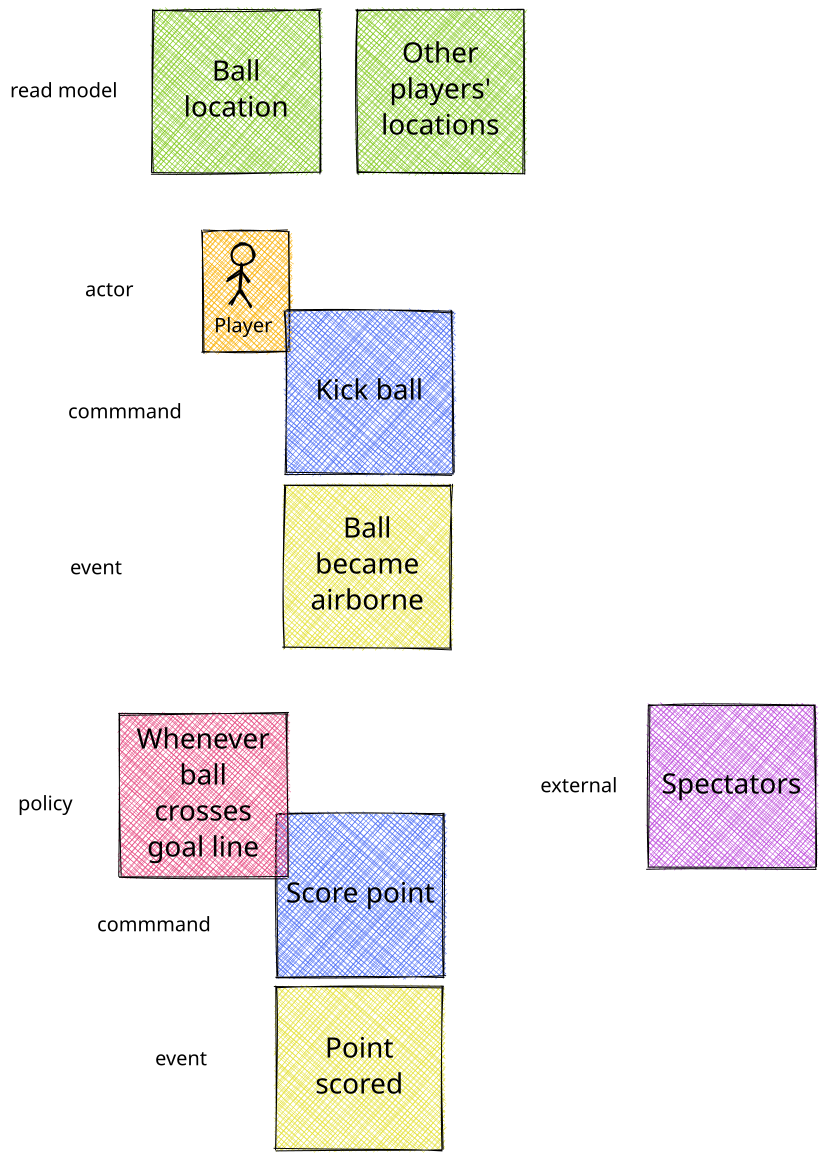 read model
Ball
location
Other
players'
locations
actor
Player
commmand
Kick ball
event
Ball
became
airborne
policy
Whenever
ball
crosses
goal line
external
Spectators
commmand
Score point
event
Point
scored